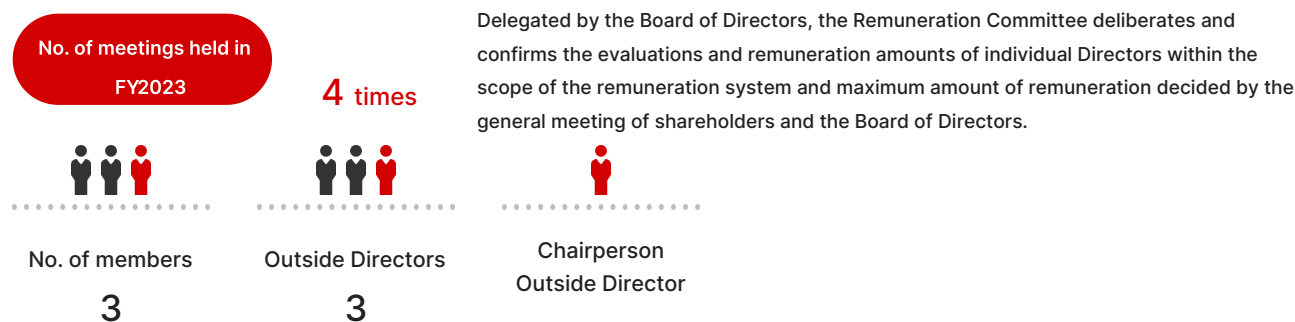 No. of meetings held in
FY2023
4 times
Delegated by the Board of Directors, the Remuneration Committee deliberates and
confirms the evaluations and remuneration amounts of individual Directors within the
scope of the remuneration system and maximum amount of remuneration decided by the
general meeting of shareholders and the Board of Directors.
No. of members
3
Outside Directors
3
Chairperson
Outside Director